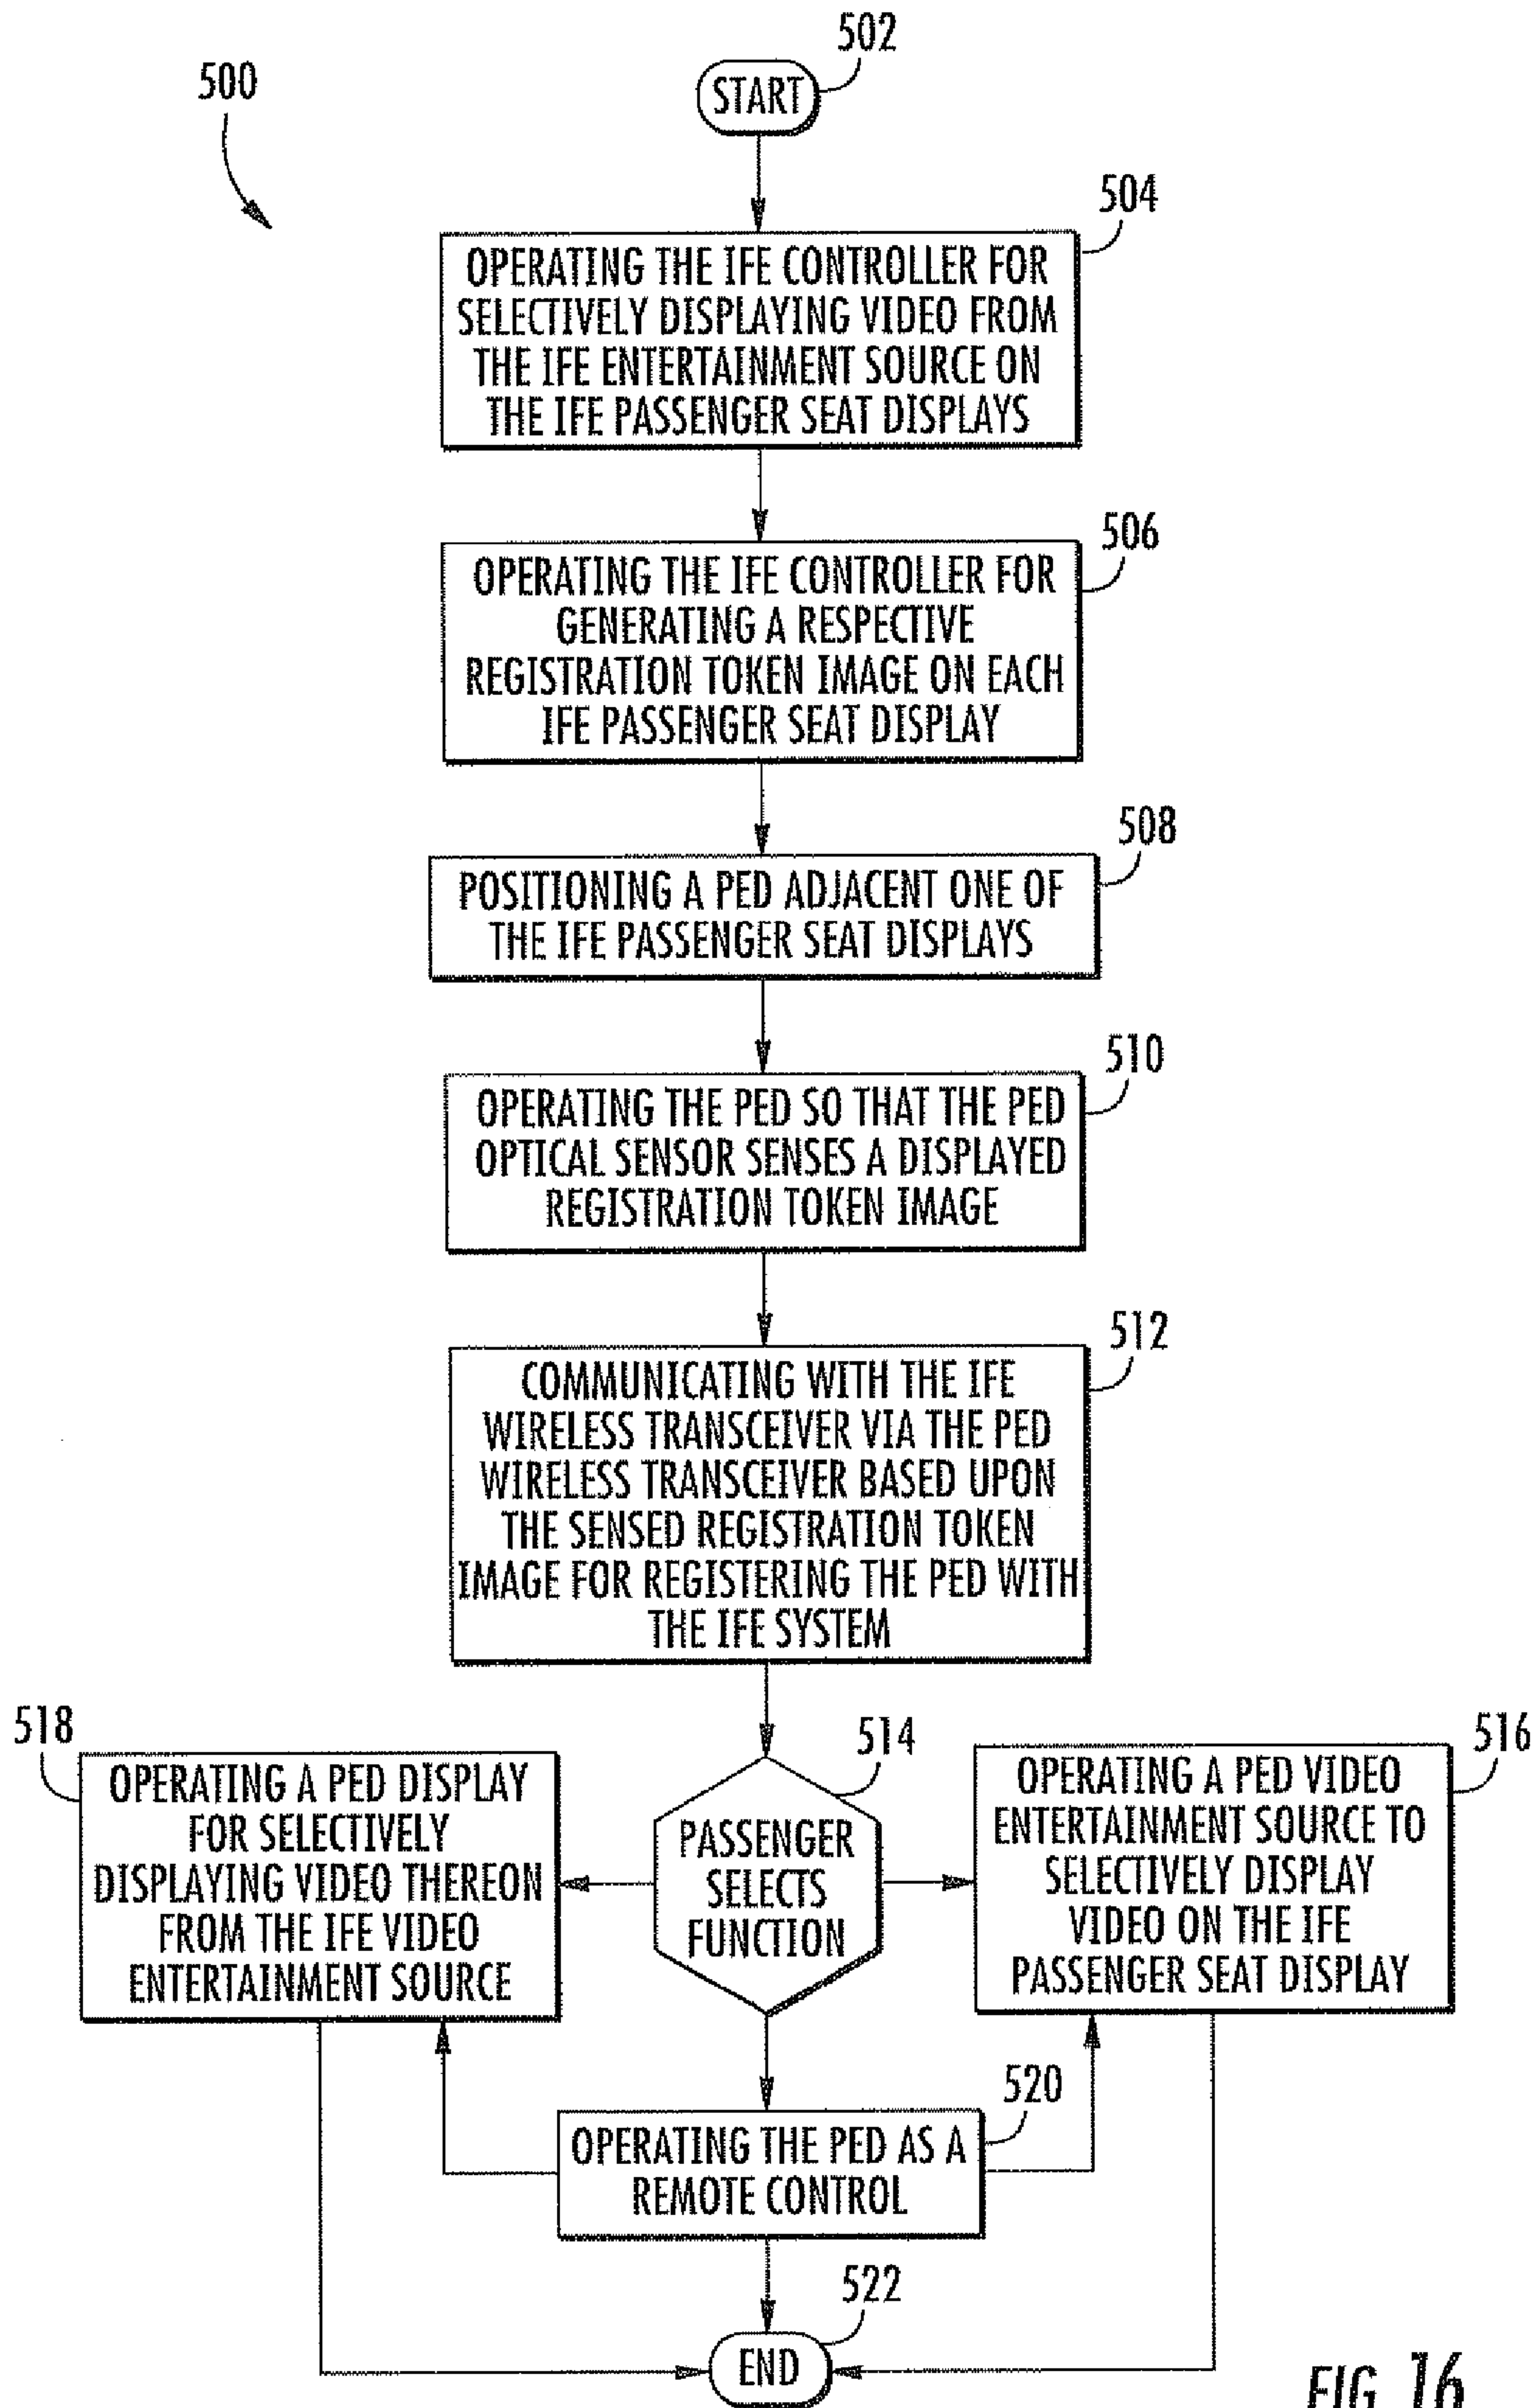 500
502
START
504
OPERATING THE IFE CONTROLLER FOR
SELECTIVELY DISPLAYING VIDEO FROM
THE IFE ENTERTAINMENT SOURCE ON
THE IFE PASSENGER SEAT DISPLAYS
506
OPERATING THE IFE CONTROLLER FOR
GENERATING A RESPECTIVE
REGISTRATION TOKEN IMAGE ON EACH
IFE PASSENGER SEAT DISPLAY
508
POSITIONING A PED ADJACENT ONE OF
THE IFE PASSENGER SEAT DISPLAYS
510
OPERATING THE PED SO THAT THE PED
OPTICAL SENSOR SENSES A DISPLAYED
REGISTRATION TOKEN IMAGE
512
COMMUNICATING WITH THE IFE
WIRELESS TRANSCEIVER VIA THE PED
WIRELESS TRANSCEIVER BASED UPON
THE SENSED REGISTRATION TOKEN
IMAGE FOR REGISTERING THE PED WITH
THE IFE SYSTEM
518
OPERATING A PED DISPLAY
FOR SELECTIVELY
DISPLAYING VIDEO THEREON
FROM THE IFE VIDEO
ENTERTAINMENT SOURCE
514
PASSENGER
SELECTS
FUNCTION
516
OPERATING A PED VIDEO
ENTERTAINMENT SOURCE TO
SELECTIVELY DISPLAY
VIDEO ON THE IFE
PASSENGER SEAT DISPLAY
520
OPERATING THE PED AS A
REMOTE CONTROL
522
END
FIG. 16